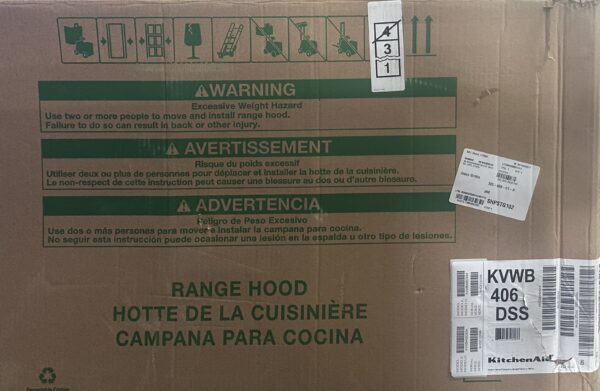 4
3
1
WARNING
Excessive Weight Hazard
Use two or more people to move and install range hood.
Failure to do so can result in back or other injury.
AVERTISSEMENT
Risque du poids excessif
Utiliser deux ou plus de personnes pour déplacer et installer la hotte de la cuisinière.
Le non-respect de cette instruction peut causer une blessure au dos ou d'autre blessure.
ADVERTENCIA
Peligro de Peso Excesivo
Use dos o más personas para mover e instalar la campana para cocina.
No seguir esta instrucción puede ocasionar una lesión en la espalda u otro tipo de lesiones.
RANGE HOOD
HOTTE DE LA CUISINIÈRE
CAMPANA PARA COCINA
KVWB
406
DSS
KitchenAid